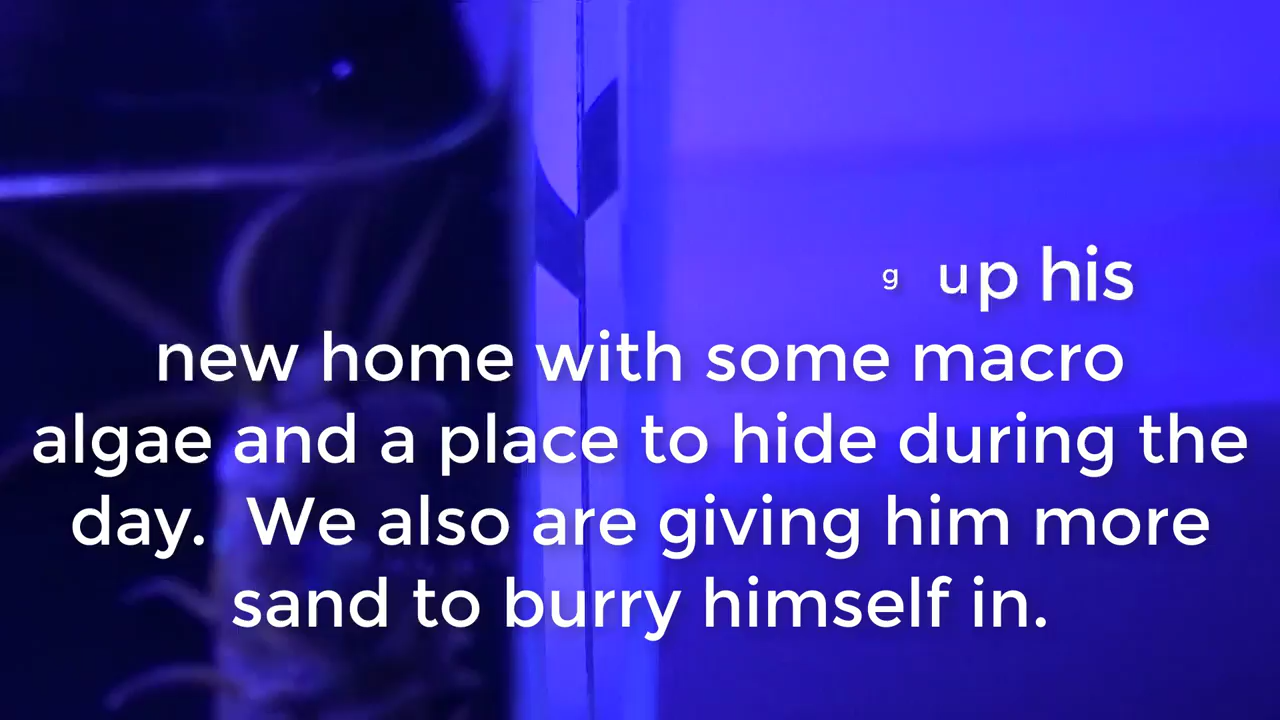 g up his
new home with some macro
algae and a place to hide during the
day. We also are giving him more
sand to burry himself in.